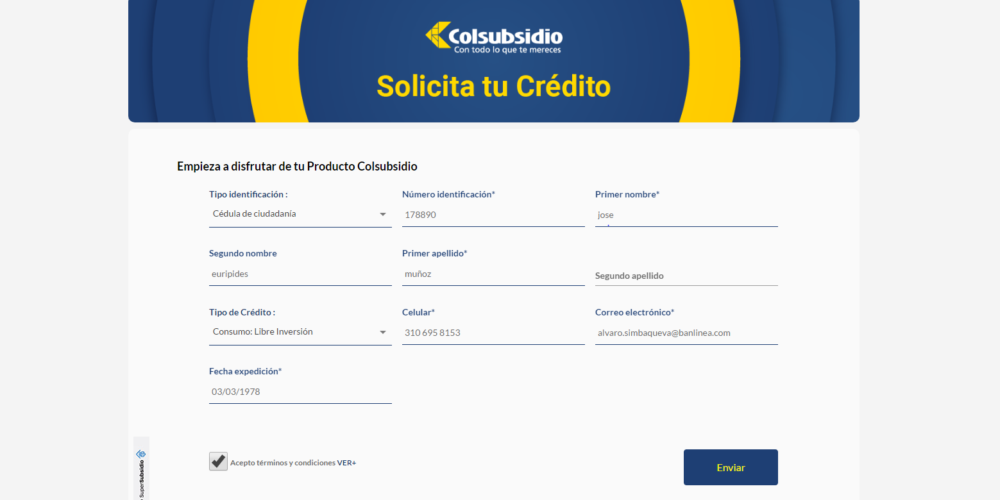 Colsubsidio
Con todo lo que te mereces
Solicita tu Crédito
Empieza a disfrutar de tu Producto Colsubsidio
Tipo identificación :
Número identificación*
Primer nombre*
Cédula de ciudadanía
178890
jose
Segundo nombre
Primer apellido*
Segundo apellido
euripides
muñoz
Tipo de Crédito :
Celular*
Correo electrónico*
Consumo: Libre Inversión
310 695 8153
alvaro.simbaqueva@banlinea.com
Fecha expedición*
03/03/1978
Acepto términos y condiciones VER+
Enviar
SuperSubsidio